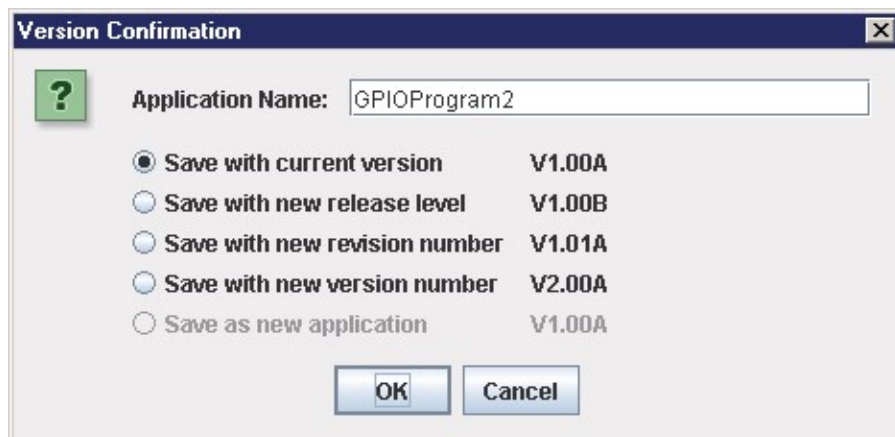 Version Confirmation
?
Application Name: GPIOProgram2
Save with current version V1.00A
Save with new release level V1.00B
Save with new revision number V1.01A
Save with new version number V2.00A
Save as new application V1.00A
OK Cancel